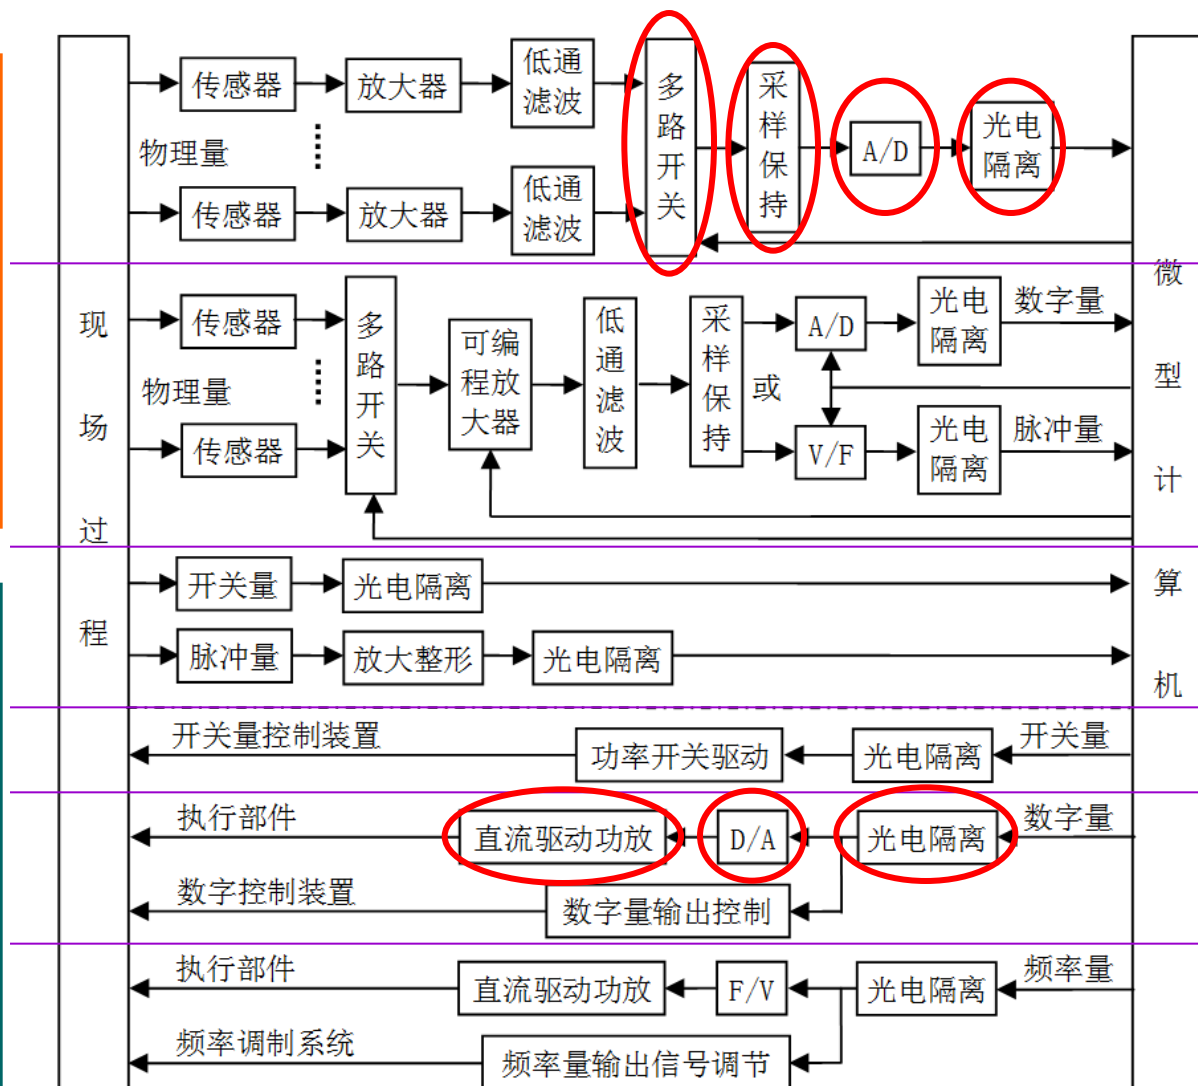 现场过程
传感器
放大器
低通滤波
多路开关
采样保持
A/D
光电隔离
物理量
传感器
放大器
低通滤波
微型计算机
传感器
多路开关
可编程放大器
低通滤波
采样保持
A/D
光电隔离
数字量
物理量
或
传感器
V/F
光电隔离
脉冲量
开关量
光电隔离
脉冲量
放大整形
光电隔离
开关量控制装置
功率开关驱动
光电隔离
开关量
执行部件
直流驱动功放
D/A
光电隔离
数字量
数字控制装置
数字量输出控制
执行部件
直流驱动功放
F/V
光电隔离
频率量
频率调制系统
频率量输出信号调节